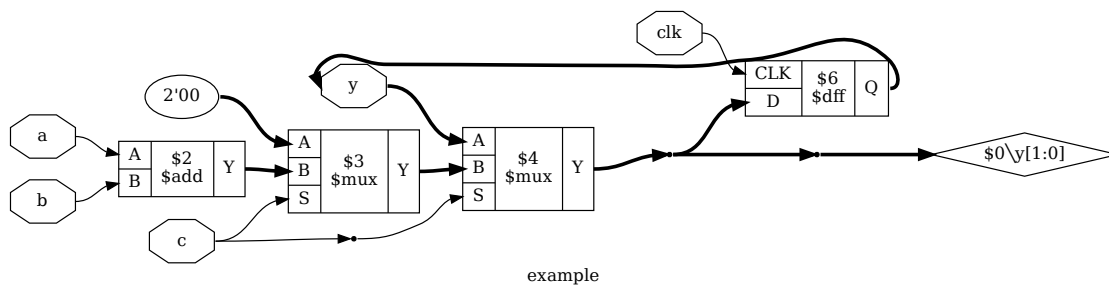 clk
CLK
D
$6
$dff
Q
y
2'00
a
b
A
B
$2
$add
Y
A
B
S
$3
$mux
Y
A
B
S
$4
$mux
Y
$0\y[1:0]
c
example